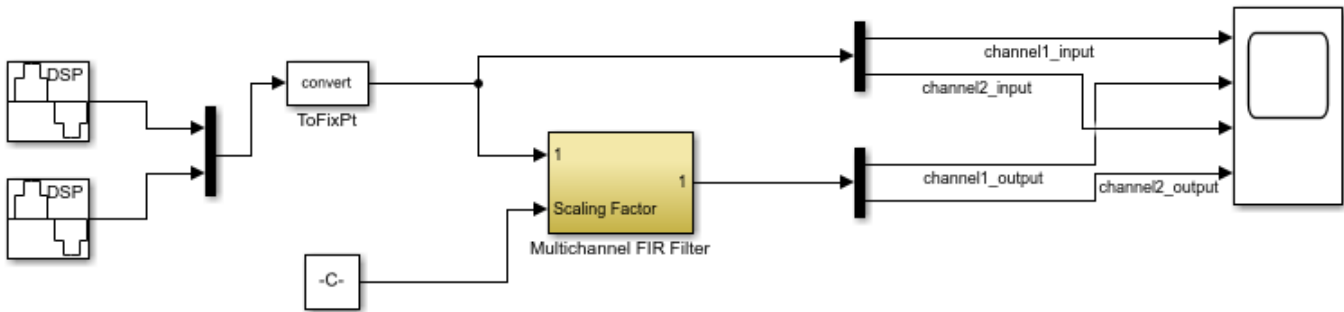 DSP
DSP
convert
ToFixPt
-C-
1
Scaling Factor
1
Multichannel FIR Filter
channel1_input
channel2_input
channel1_output
channel2_output